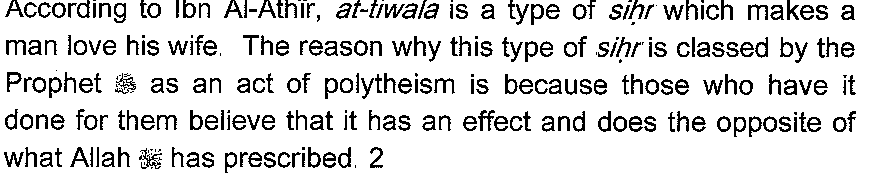 According to Ibn Al-Athīr, at-tiwala is a type of siḥr which makes a
man love his wife. The reason why this type of siḥr is classed by the
Prophet ﷺ as an act of polytheism is because those who have it
done for them believe that it has an effect and does the opposite of
what Allah has prescribed. 2